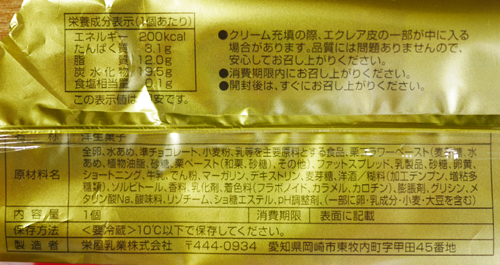 栄養成分表示(1個あたり)
エネルギー 200kcal
たんぱく質 3.1g
脂質 12.0g
炭水化物 19.5g
食塩相当量 0.1g
この表示値は、目安です。
●クリーム充填の際、エクレア皮の一部が中に入る
場合があります。品質には問題ありませんので、
安心してお召し上がりください。
●消費期限内にお召し上がりください。
●開封後は、すぐにお召し上がりください。
名称 洋生菓子
原材料名
全卵、水あめ、準チョコレート、小麦粉、乳等を主要原料とする食品、栗フラワーペースト(麦芽糖、水
あめ、植物油脂、砂糖、栗ペースト(和栗、砂糖)、その他)、ファットスプレッド、乳製品、砂糖、卵黄、
ショートニング、牛乳、でん粉、マーガリン、デキストリン、麦芽糖、洋酒／糊料(加工デンプン、増粘多
糖類)、ソルビトール、香料、乳化剤、着色料(フラボノイド、カラメル、カロチン)、膨脹剤、グリシン、メ
タリン酸Na、酸味料、リゾチーム、ショ糖エステル、pH調整剤、(一部に卵・乳成分・小麦・大豆を含む)
内容量 1個 消費期限 表面に記載
保存方法 <要冷蔵>10℃以下で保存してください。
製造者 栄屋乳業株式会社 〒444-0934 愛知県岡崎市東牧内町字甲田45番地